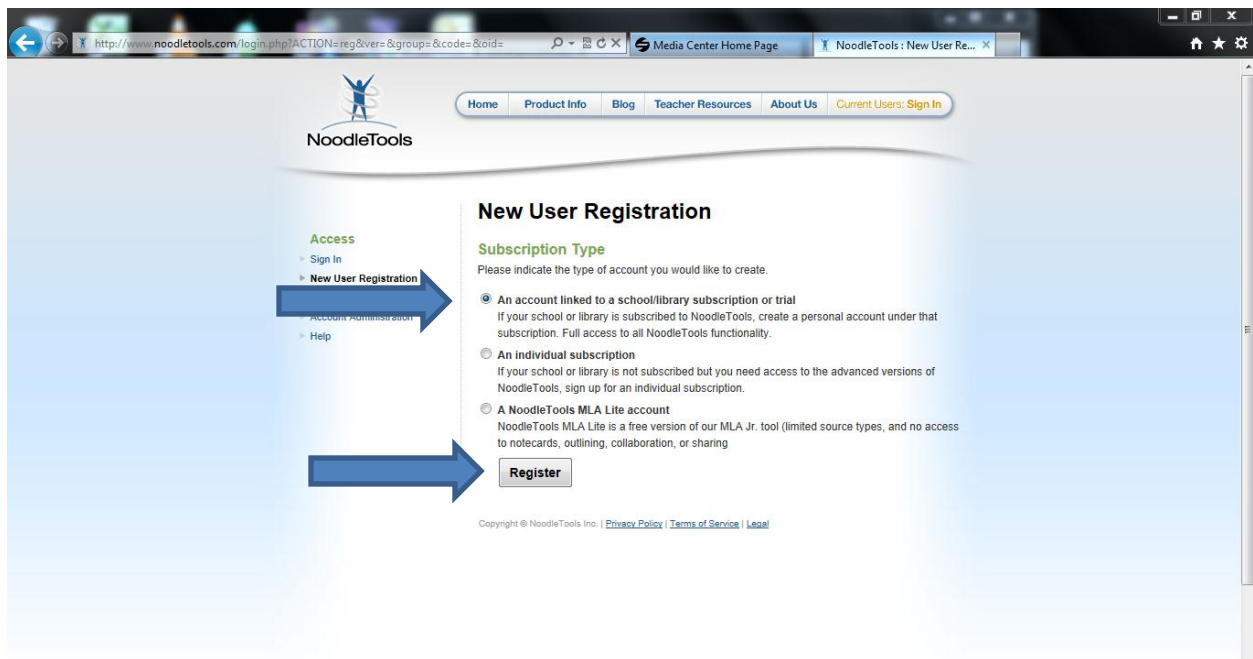 http://www.noodletools.com/login.php?ACTION=reg&ver=&group=&code=&oid=
Media Center Home Page
NoodleTools : New User Re...
NoodleTools
Home Product Info Blog Teacher Resources About Us Current Users: Sign In
New User Registration
Access
Sign In
New User Registration
Account Administration
Help
Subscription Type
Please indicate the type of account you would like to create.
An account linked to a school/library subscription or trial
If your school or library is subscribed to NoodleTools, create a personal account under that
subscription. Full access to all NoodleTools functionality.
An individual subscription
If your school or library is not subscribed but you need access to the advanced versions of
NoodleTools, sign up for an individual subscription.
A NoodleTools MLA Lite account
NoodleTools MLA Lite is a free version of our MLA Jr. tool (limited source types, and no access
to notecards, outlining, collaboration, or sharing
Register
Copyright © NoodleTools Inc. | Privacy Policy | Terms of Service | Legal